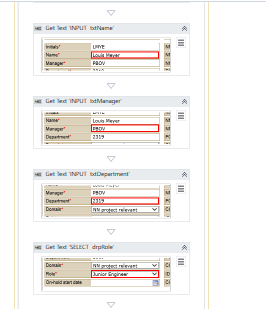 Get Text 'INPUT txtName'
Initials* LMYE
Name* Louis Meyer
Manager* PBOV
Get Text 'INPUT txtManager'
Name* Louis Meyer
Manager* PBOV
Department* 2319
Get Text 'INPUT txtDepartment'
Manager* PBOV
Department* 2319
Domain* NN project relevant
Get Text 'SELECT drpRole'
Domain* NN project relevant
Role* Junior Engineer
On-hold start date